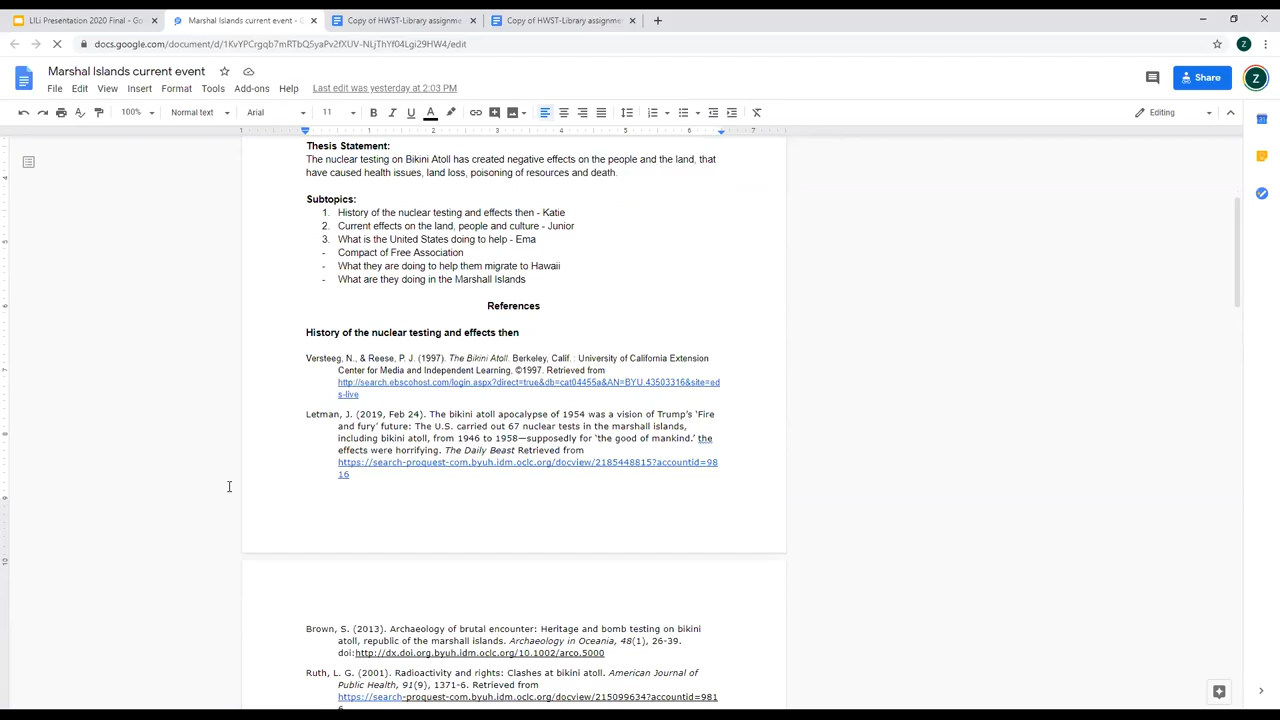 LILi Presentation 2020 Final - Go
Marshal Islands current event - G
Copy of HWST-Library assignme
Copy of HWST-Library assignme
docs.google.com/document/d/1KvYPCrgqb7mRTbQ5yaPv2fXUV-NLjThYf04Lgi29HW4/edit
Z
Marshal Islands current event
File Edit View Insert Format Tools Add-ons Help Last edit was yesterday at 2:03 PM
Share
Z
100% Normal text Arial 11 B I U A Editing
1 1 2 3 4 5 6 7
Thesis Statement:
The nuclear testing on Bikini Atoll has created negative effects on the people and the land, that
have caused health issues, land loss, poisoning of resources and death.
Subtopics:
1. History of the nuclear testing and effects then - Katie
2. Current effects on the land, people and culture - Junior
3. What is the United States doing to help - Ema
- Compact of Free Association
- What they are doing to help them migrate to Hawaii
- What are they doing in the Marshall Islands
References
History of the nuclear testing and effects then
Versteeg, N., & Reese, P. J. (1997). The Bikini Atoll. Berkeley, Calif. : University of California Extension
Center for Media and Independent Learning, ©1997. Retrieved from
http://search.ebscohost.com/login.aspx?direct=true&db=cat04455a&AN=BYU.43503316&site=ed
s-live
Letman, J. (2019, Feb 24). The bikini atoll apocalypse of 1954 was a vision of Trump's 'Fire
and fury' future: The U.S. carried out 67 nuclear tests in the marshall islands,
including bikini atoll, from 1946 to 1958—supposedly for 'the good of mankind.' the
effects were horrifying. The Daily Beast Retrieved from
https://search-proquest-com.byuh.idm.oclc.org/docview/2185448815?accountid=98
16
Brown, S. (2013). Archaeology of brutal encounter: Heritage and bomb testing on bikini
atoll, republic of the marshall islands. Archaeology in Oceania, 48(1), 26-39.
doi:http://dx.doi.org.byuh.idm.oclc.org/10.1002/arco.5000
Ruth, L. G. (2001). Radioactivity and rights: Clashes at bikini atoll. American Journal of
Public Health, 91(9), 1371-6. Retrieved from
https://search-proquest-com.byuh.idm.oclc.org/docview/215099634?accountid=981